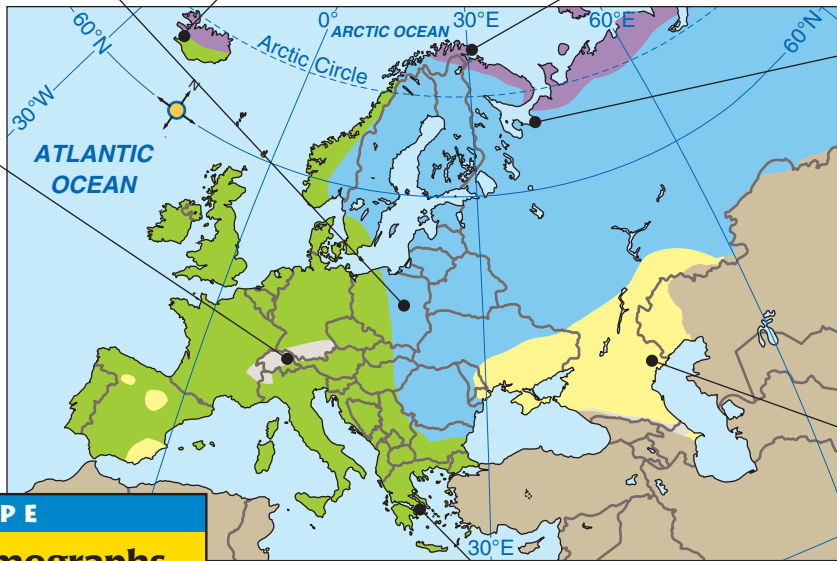 0°
ARCTIC OCEAN
30°E
60°E
60°N
60°N
Arctic Circle
30°W
N
ATLANTIC
OCEAN
30°E
P E